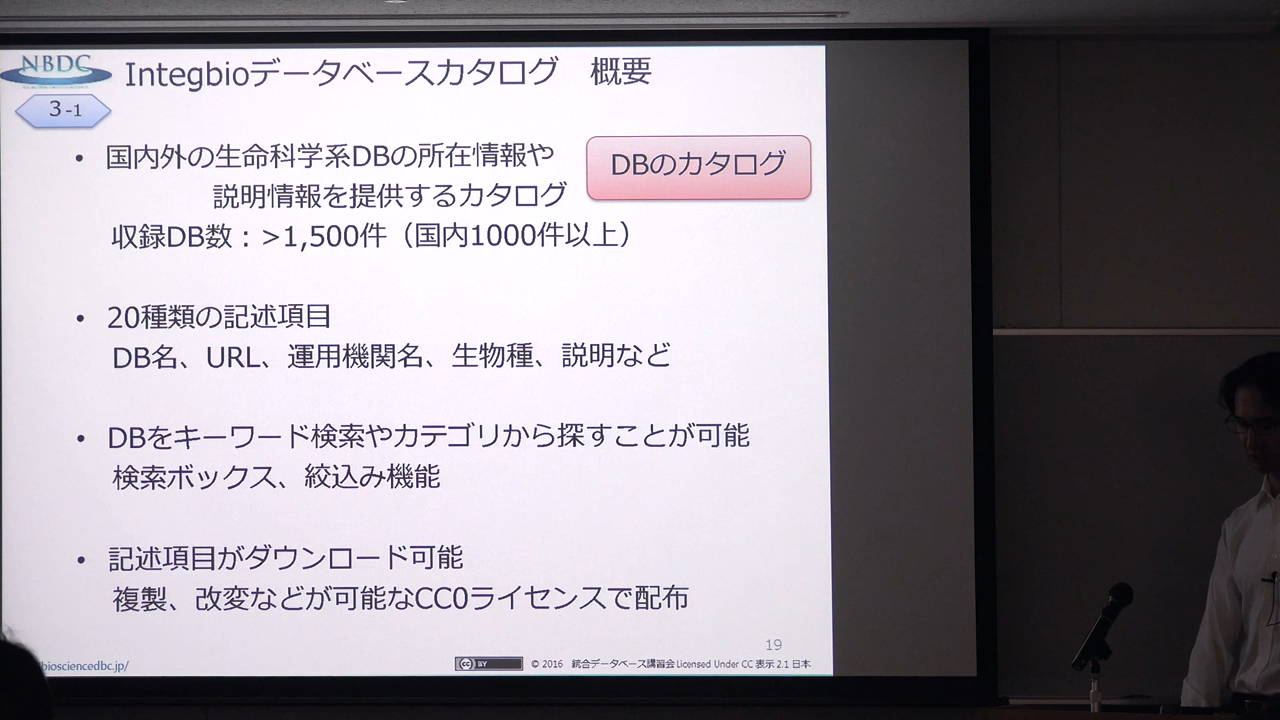 NBDC
Integbioデータベースカタログ　概要
3-1
• 国内外の生命科学系DBの所在情報や
説明情報を提供するカタログ
DBのカタログ
収録DB数：>1,500件（国内1000件以上）
• 20種類の記述項目
DB名、URL、運用機関名、生物種、説明など
• DBをキーワード検索やカテゴリから探すことが可能
検索ボックス、絞込み機能
• 記述項目がダウンロード可能
複製、改変などが可能なCC0ライセンスで配布
19
biosciencedbc.jp/
cc BY
© 2016 統合データベース講習会 Licensed Under CC 表示 2.1 日本